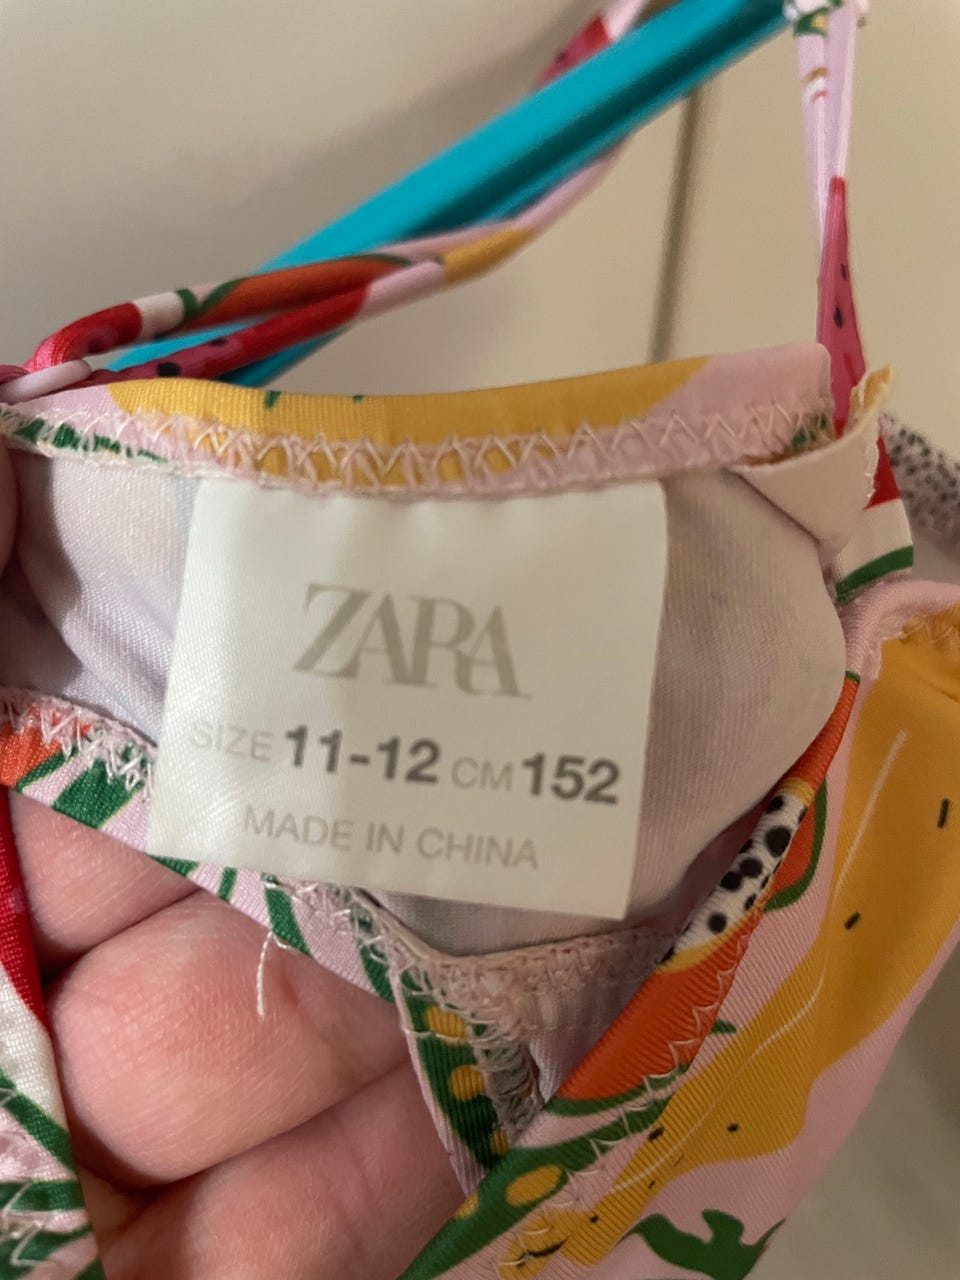 ZARA
SIZE 11-12 CM 152
MADE IN CHINA